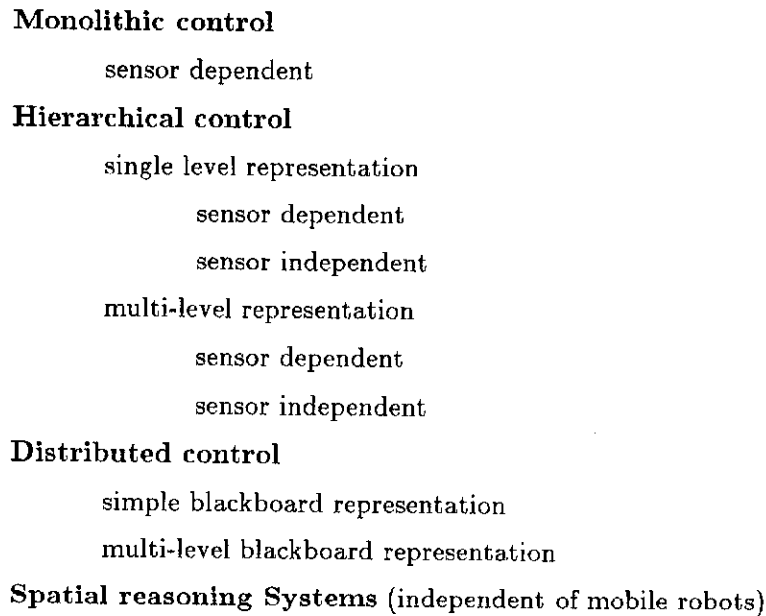 Monolithic control
sensor dependent
Hierarchical control
single level representation
sensor dependent
sensor independent
multi-level representation
sensor dependent
sensor independent
Distributed control
simple blackboard representation
multi-level blackboard representation
Spatial reasoning Systems (independent of mobile robots)